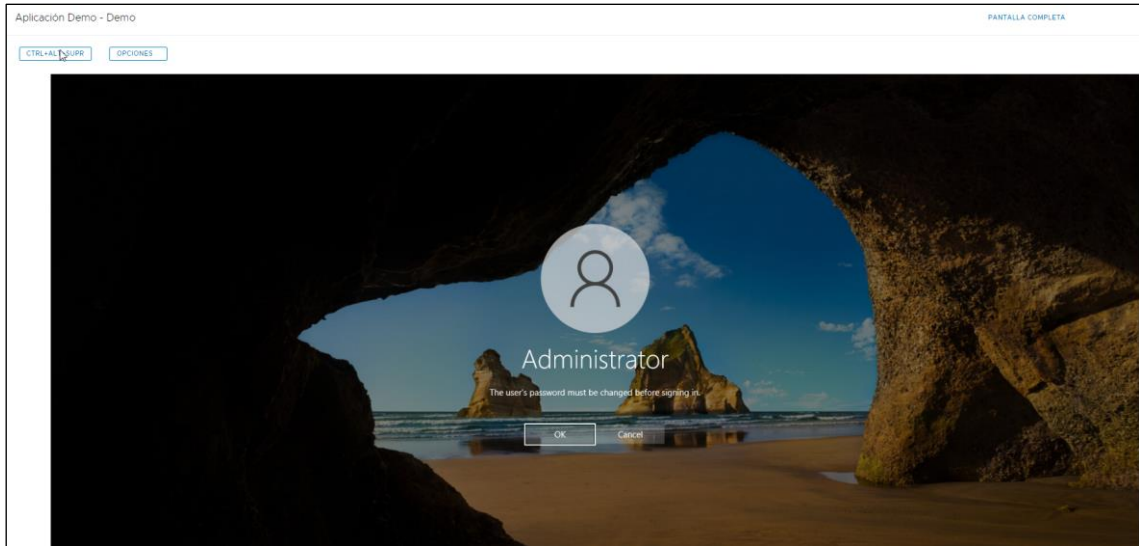 Aplicación Demo - Demo
PANTALLA COMPLETA
CTRL+ALT+SUPR
OPCIONES
Administrator
The user's password must be changed before signing in.
OK
Cancel